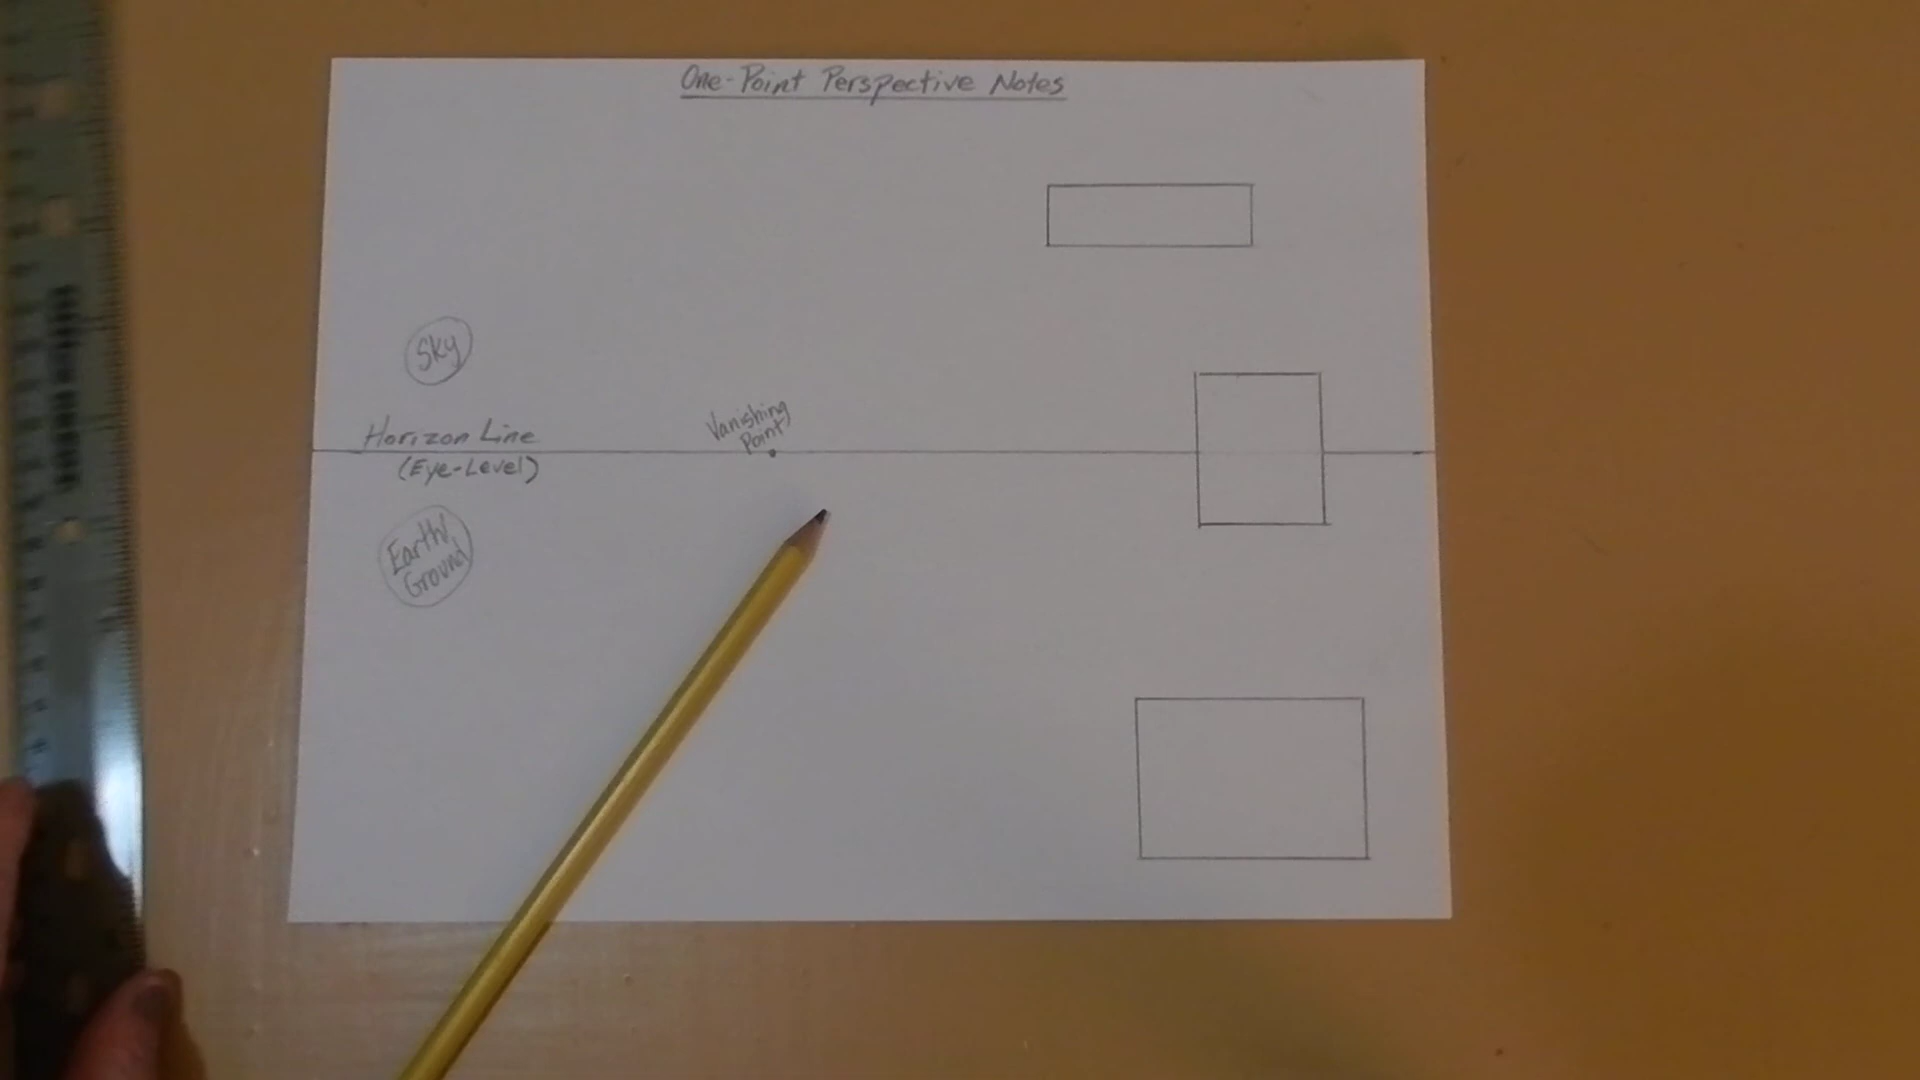 One-Point Perspective Notes
Sky
Horizon Line
(Eye-Level)
Vanishing
Point
Earth/
Ground